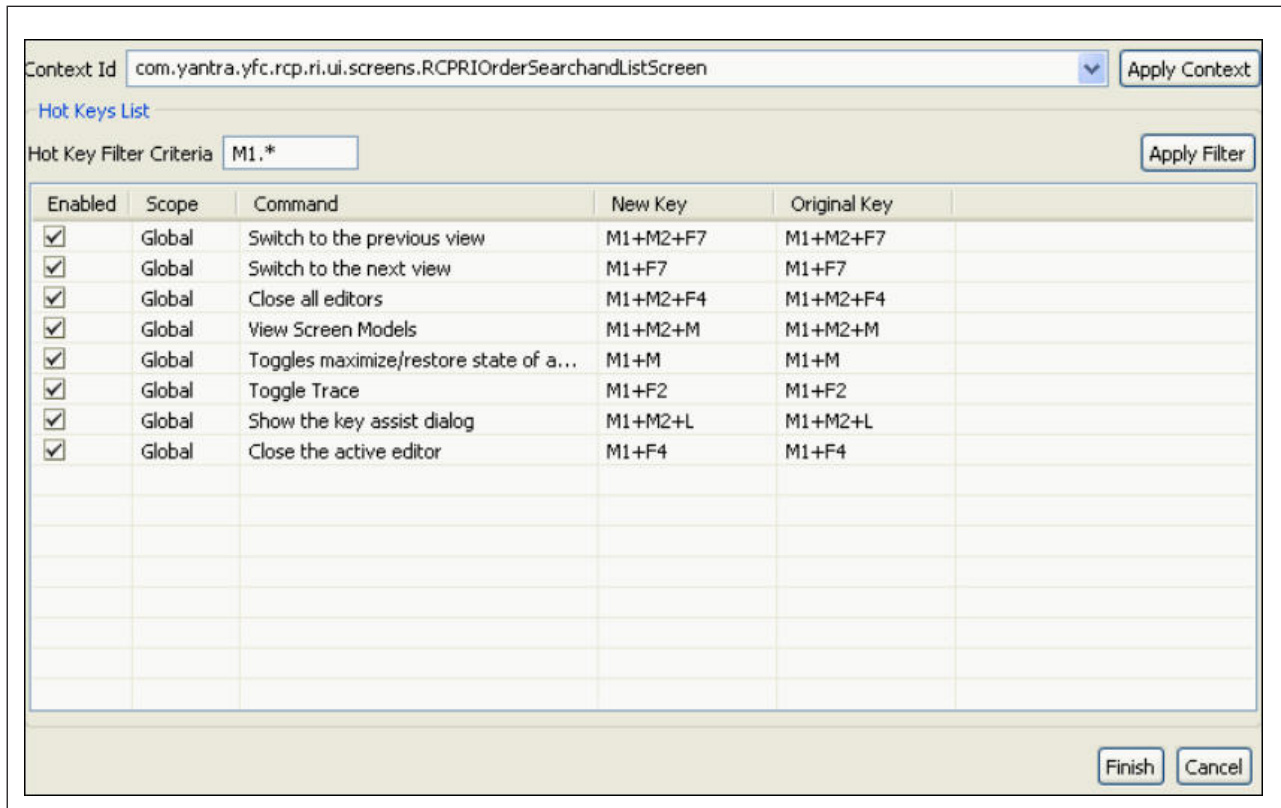 Context Id com.yantra.yfc.rcp.ri.ui.screens.RCPRIOrderSearchandListScreen Apply Context
Hot Keys List
Hot Key Filter Criteria M1.* Apply Filter
Enabled Scope Command New Key Original Key
Global Switch to the previous view M1+M2+F7 M1+M2+F7
Global Switch to the next view M1+F7 M1+F7
Global Close all editors M1+M2+F4 M1+M2+F4
Global View Screen Models M1+M2+M M1+M2+M
Global Toggles maximize/restore state of a... M1+M M1+M
Global Toggle Trace M1+F2 M1+F2
Global Show the key assist dialog M1+M2+L M1+M2+L
Global Close the active editor M1+F4 M1+F4
Finish Cancel